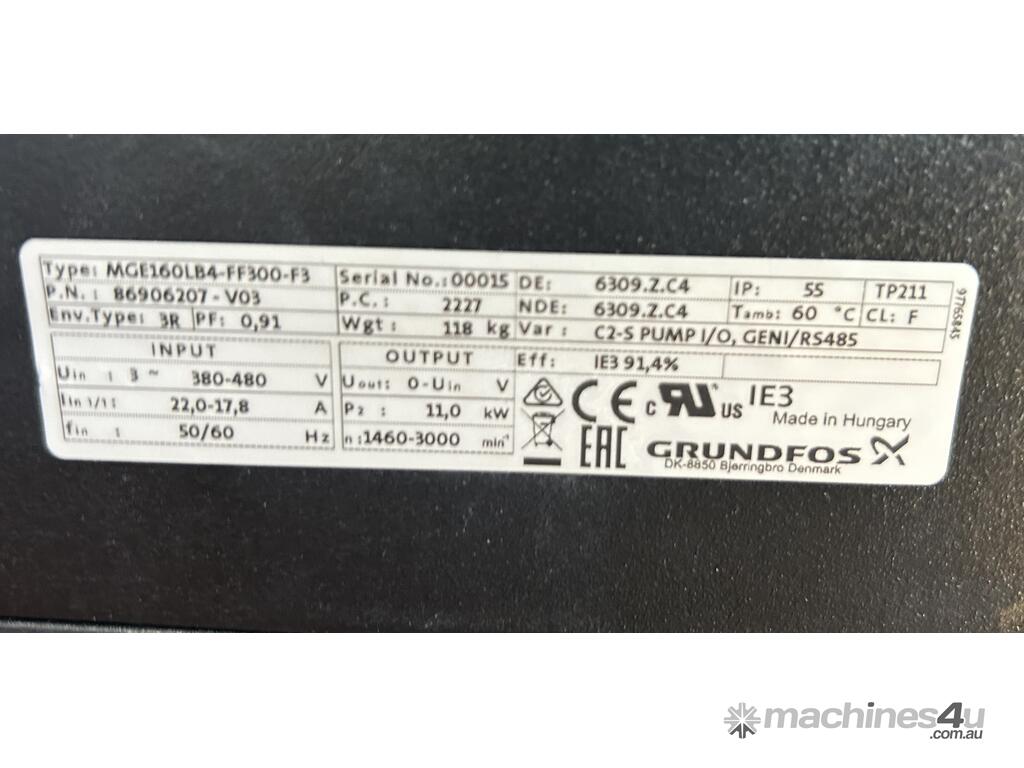 Type: MGE160LB4-FF300-F3 Serial No.: 00015 DE: 6309.Z.C4 IP: 55 TP211
P.N. : 86906207-V03 P.C.: 2227 NDE: 6309.Z.C4 Tamb: 60 °C CL: F
Env.Type: 3R PF: 0,91 Wgt: 118 kg Var: C2-S PUMP I/O, GENI/RS485
INPUT OUTPUT Eff: IE3 91,4%
Uin : 3 ~ 380-480 V Uout: 0-Uin V
Iin 1/1: 22,0-17,8 A P2 : 11,0 kW
fin : 50/60 Hz n:1460-3000 min⁻¹
CE c RU US IE3
Made in Hungary
EAC GRUNDFOS
DK-8850 Bjerringbro Denmark
machines4u
.com.au